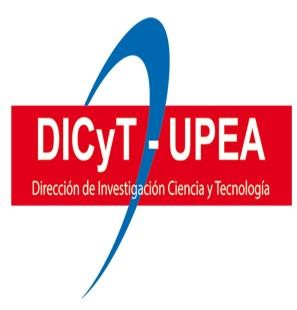 DICyT - UPEA
Dirección de Investigación Ciencia y Tecnología